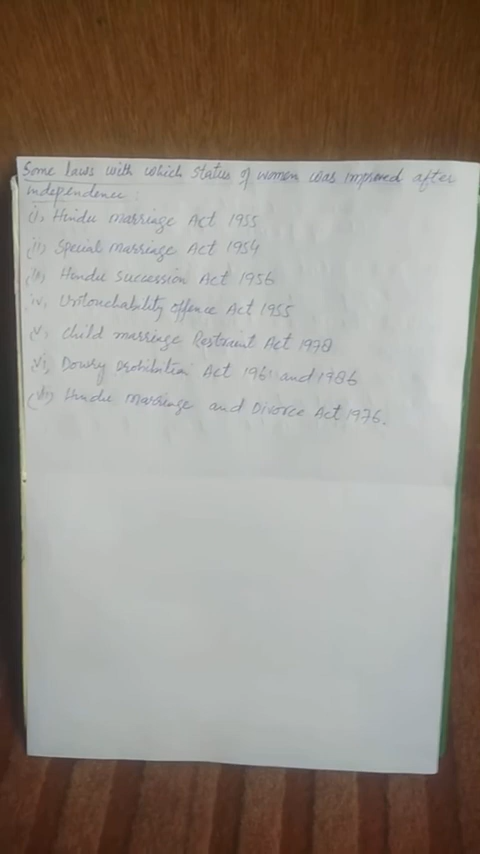 Some laws with which status of women was improved after
independence :
(i) Hindu marriage Act 1955
(ii) Special Marriage Act 1954
(iii) Hindu Succession Act 1956
iv, Untouchability offence Act 1955
(v) Child marriage Restraint Act 1978
(vi) Dowry prohibition Act 1961 and 1986
(vii) Hindu Marriage and Divorce Act 1976.